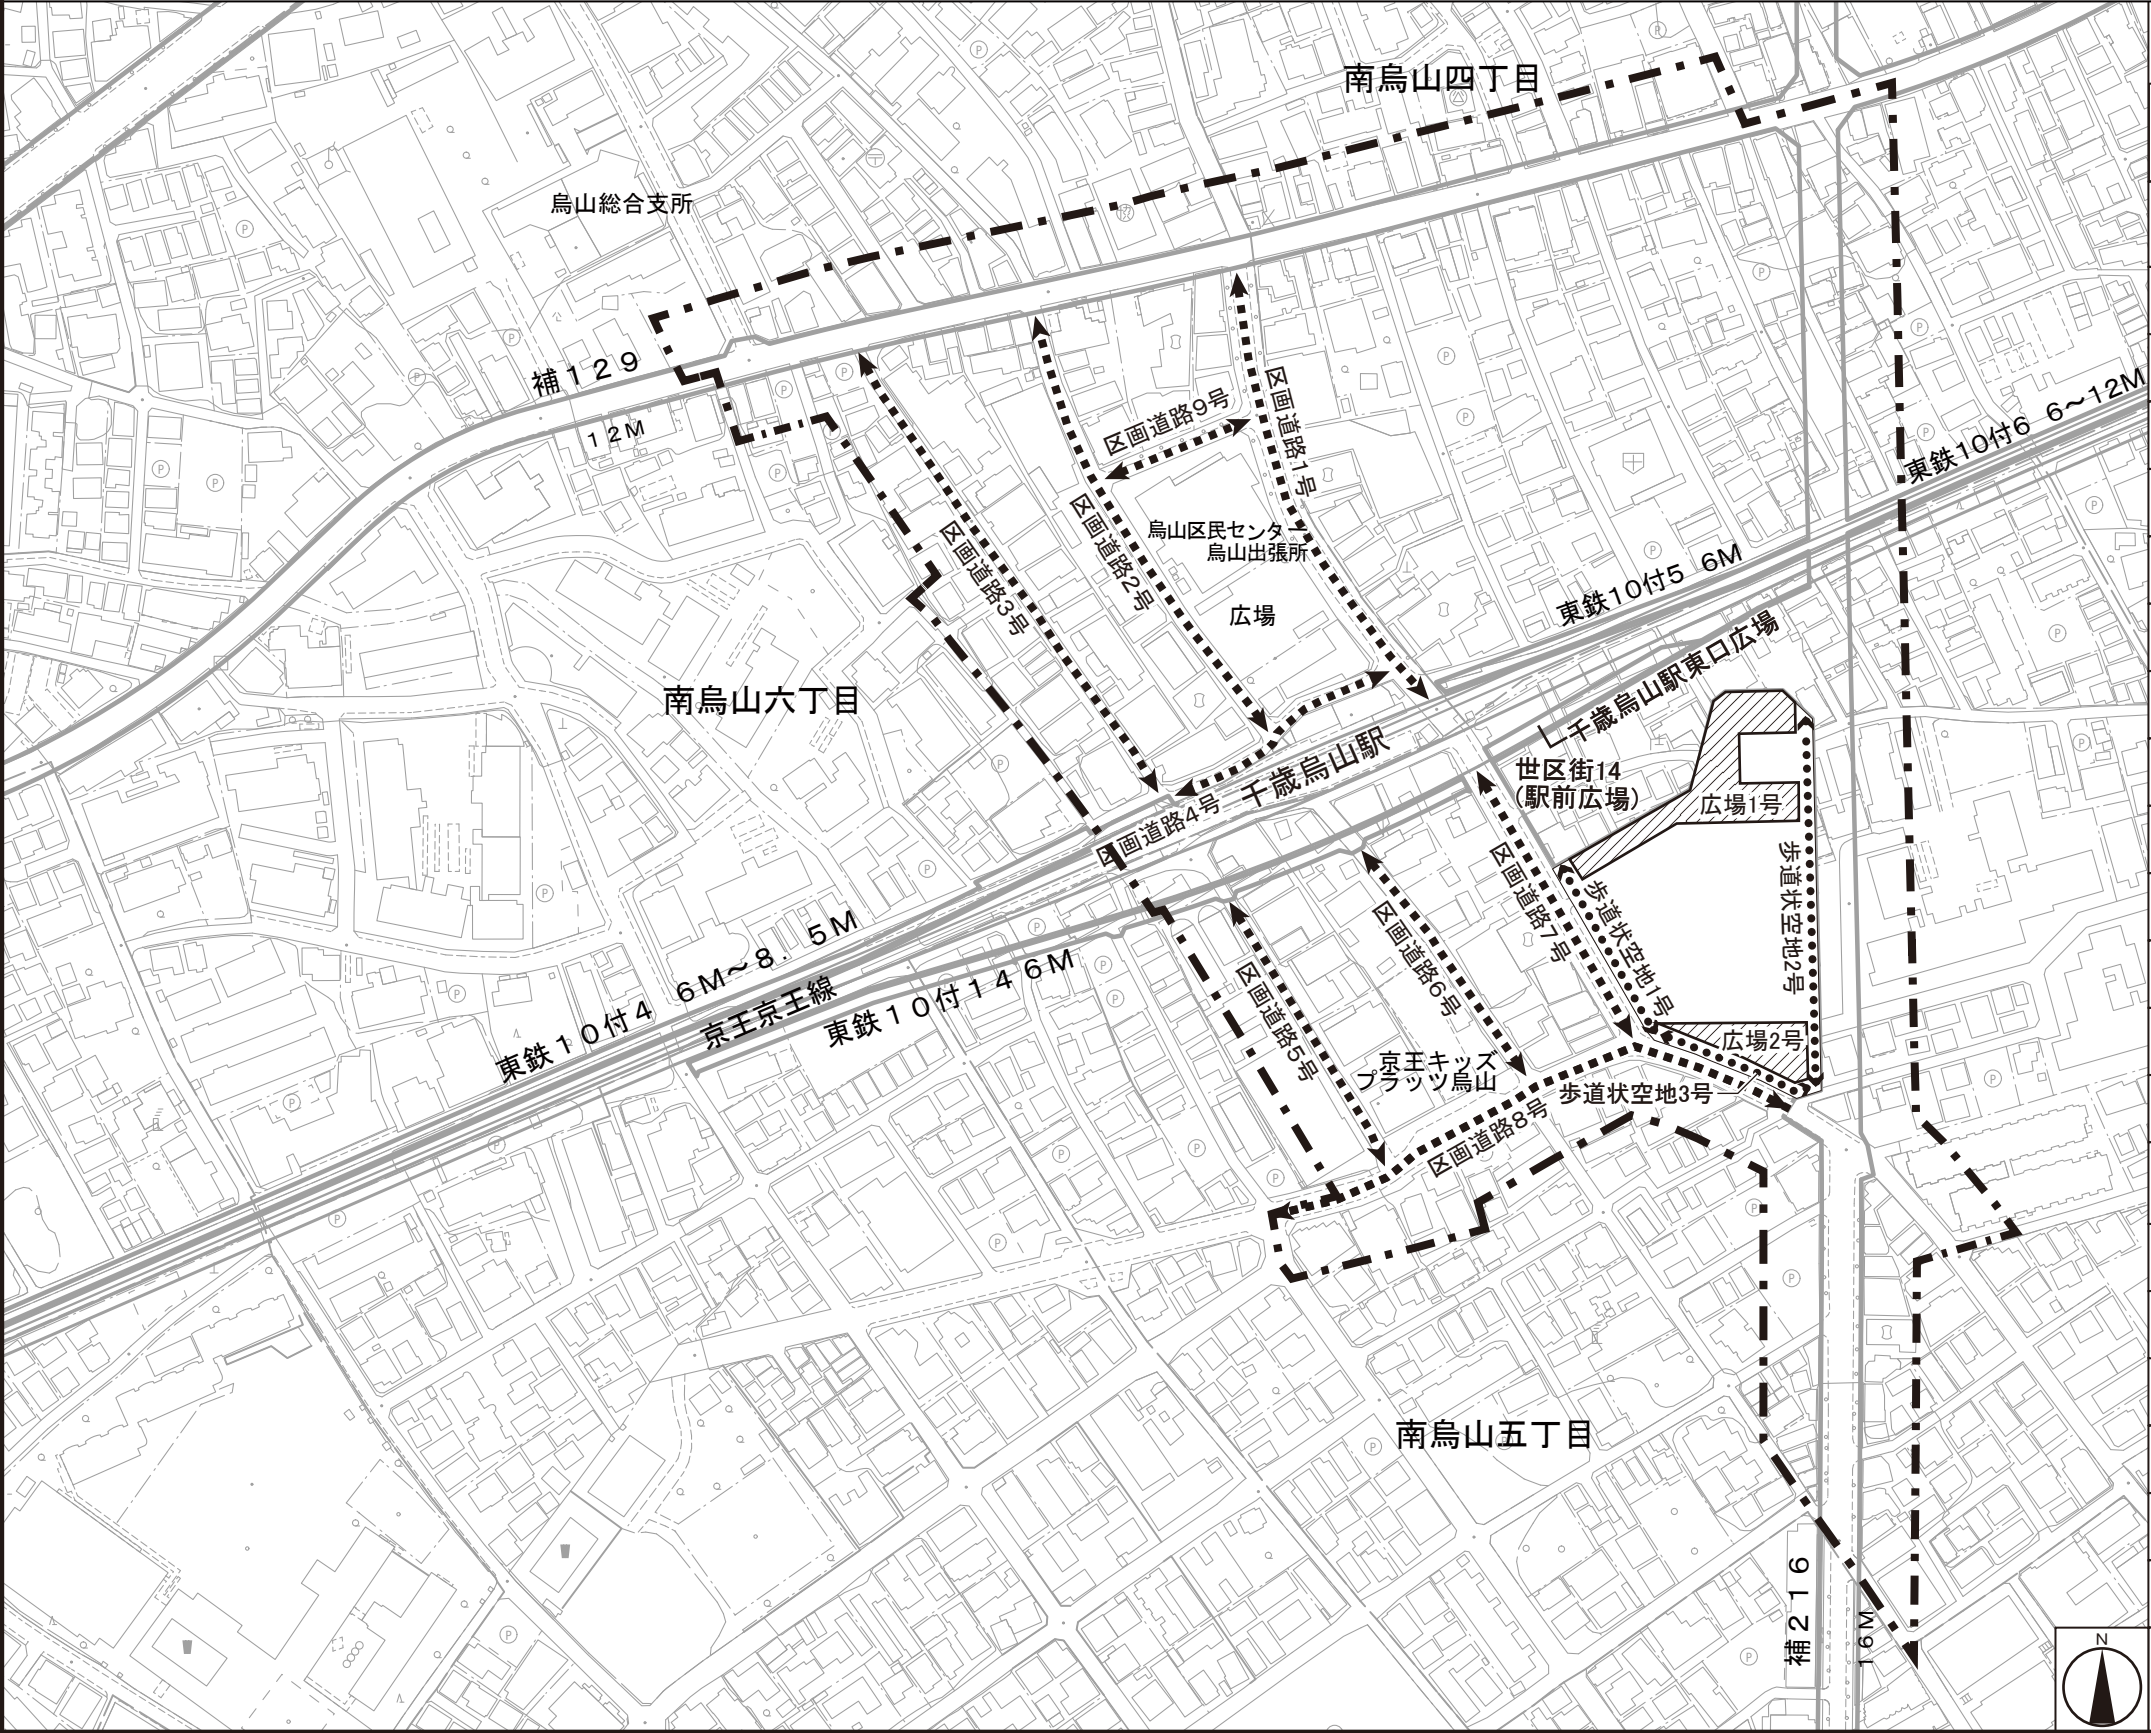 南烏山四丁目
烏山総合支所
補129
12M
区画道路9号
区画道路1号
東鉄10付6 6〜12M
区画道路2号
区画道路3号
烏山区民センター
烏山出張所
広場
東鉄10付5 6M
千歳烏山駅東口広場
南烏山六丁目
千歳烏山駅
世区街14
(駅前広場)
広場1号
区画道路4号
歩道状空地2号
区画道路7号
歩道状空地1号
区画道路6号
東鉄10付4 6M〜8.5M
京王京王線
東鉄10付14 6M
区画道路5号
広場2号
京王キッズ
プラッツ烏山
歩道状空地3号
区画道路8号
南烏山五丁目
補216
16M
N